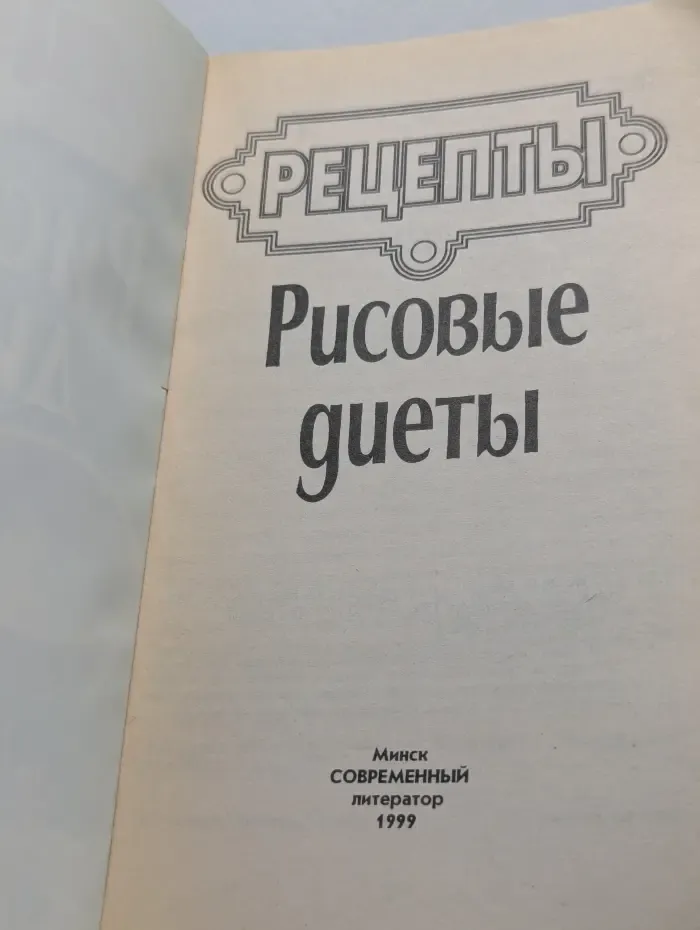 РЕЦЕПТЫ
Рисовые
диеты
Минск
СОВРЕМЕННЫЙ
литератор
1999